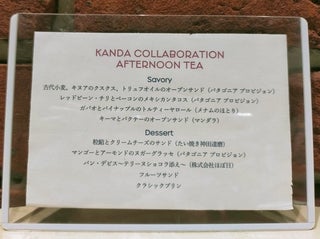 KANDA COLLABORATION
AFTERNOON TEA
Savory
古代小麦、キヌアのクスクス、トリュフオイルのオープンサンド（パタゴニア プロビジョン）
レッドビーン・チリとベーコンのメキシカンタコス（パタゴニア プロビジョン）
ガパオとパイナップルのトルティーヤロール（メナムのほとり）
キーマとパクチーのオープンサンド（マンダラ）
Dessert
粒餡とクリームチーズのサンド（たい焼き神田達磨）
マンゴーとアーモンドのスガーグラッセ（パタゴニア プロビジョン）
パン・デピス〜テリーヌショコラ添え〜（株式会社ほぼ日）
フルーツサンド
クラシックプリン